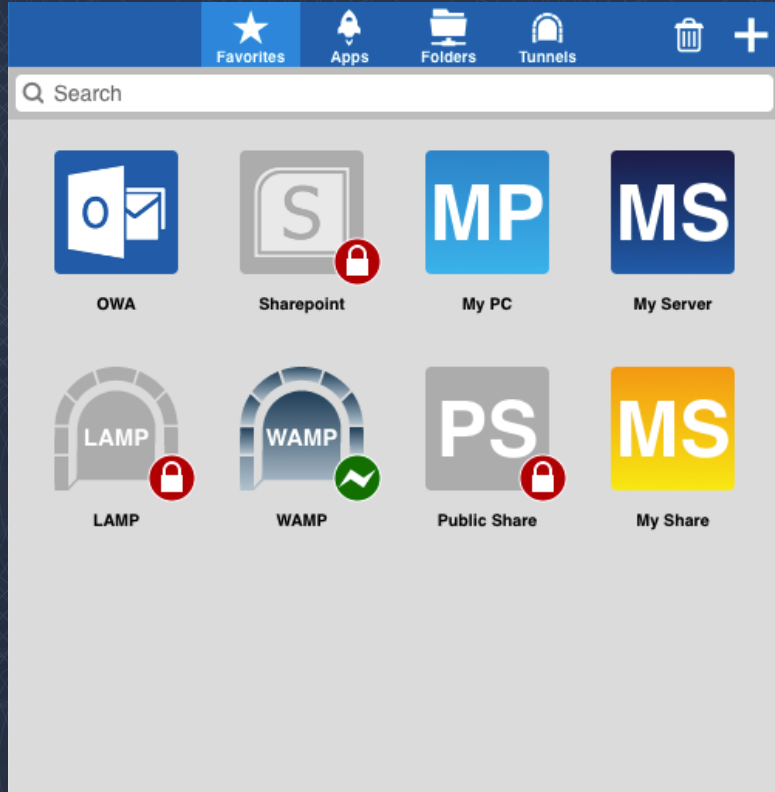 Favorites Apps Folders Tunnels
Search
O S MP MS
OWA Sharepoint My PC My Server
LAMP WAMP PS MS
LAMP WAMP Public Share My Share